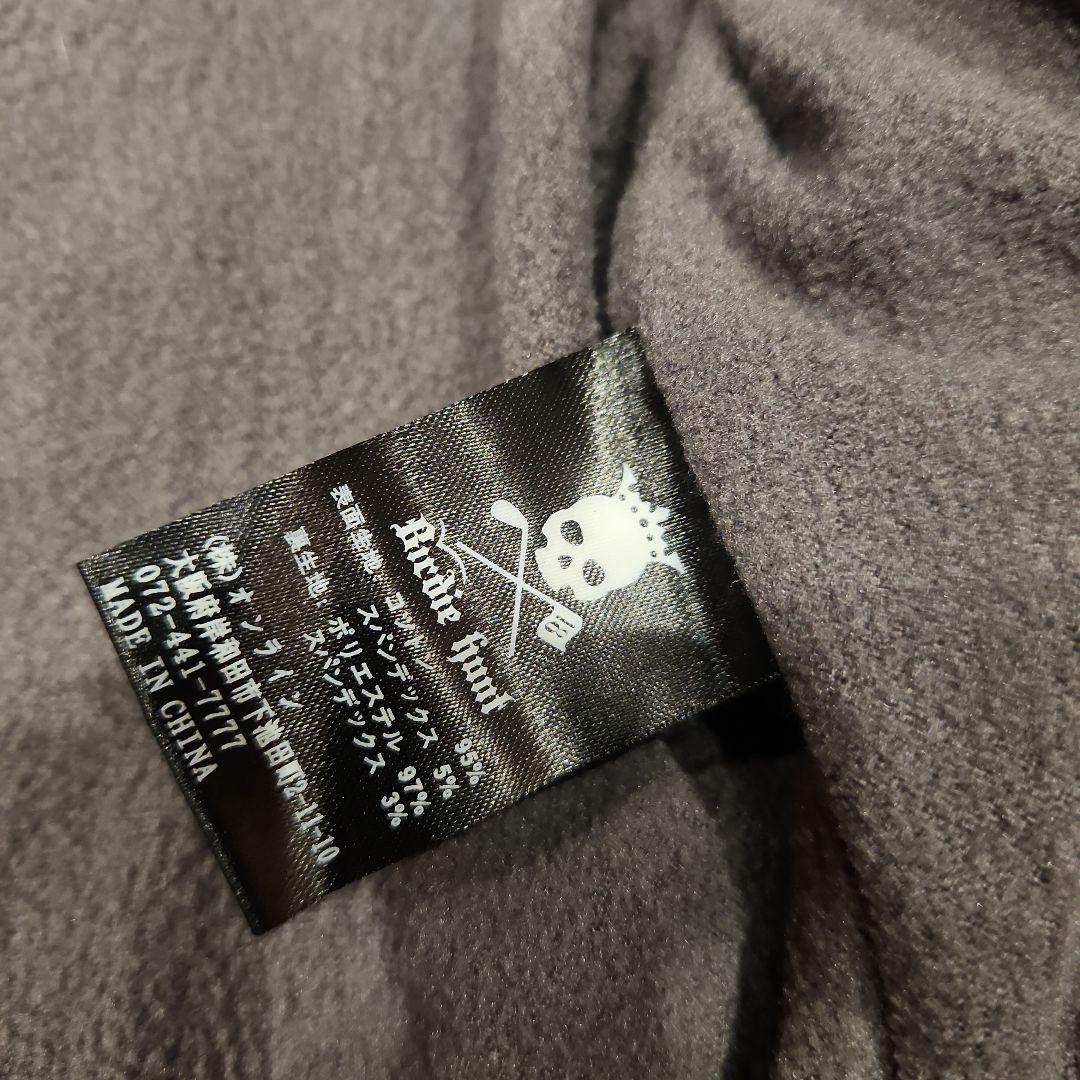 Birdie Hunt
表面生地: コットン 95%
スパンデックス 5%
裏生地: ポリエステル 97%
スパンデックス 3%
(株)オンライン
大阪府岸和田市下池田町2-11-10
072-441-7777
MADE IN CHINA